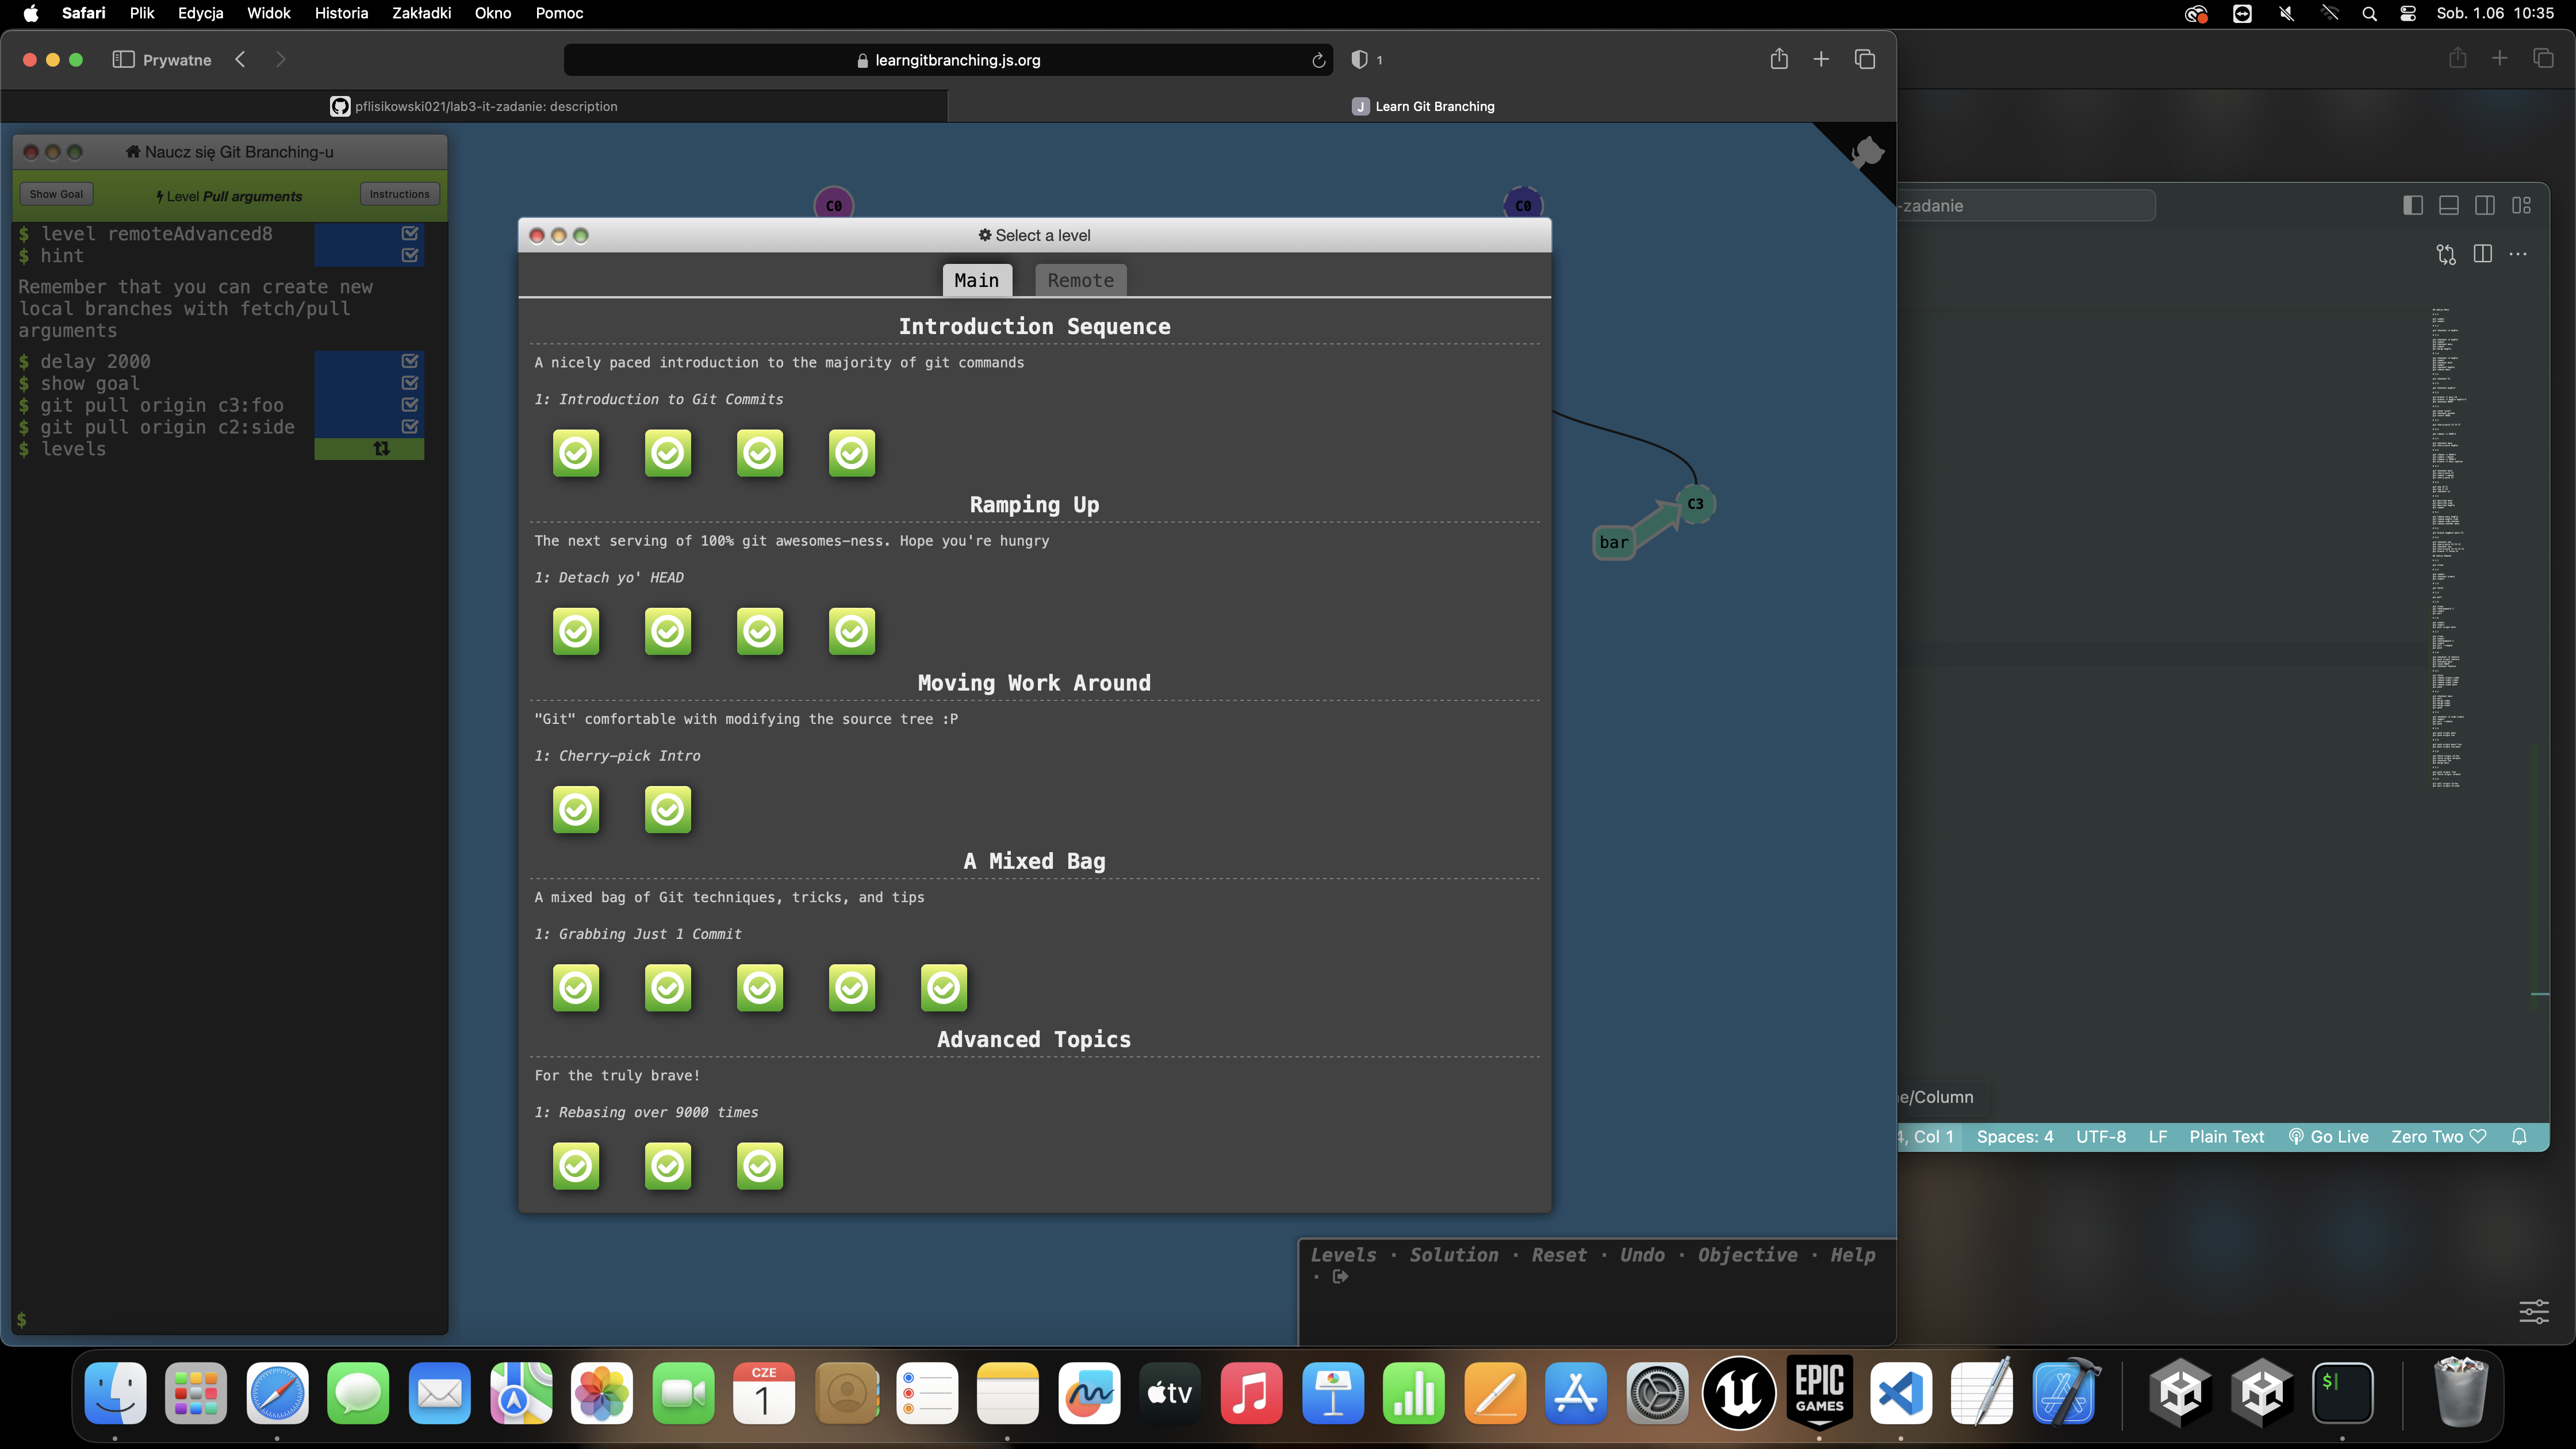 Safari Plik Edycja Widok Historia Zakładki Okno Pomoc
Sob. 1.06 10:35
Prywatne
learngitbranching.js.org
1
pflisikowski021/lab3-it-zadanie: description
J Learn Git Branching
Naucz się Git Branching-u
Show Goal
Level Pull arguments
Instructions
$ level remoteAdvanced8
$ hint
Remember that you can create new
local branches with fetch/pull
arguments
$ delay 2000
$ show goal
$ git pull origin c3:foo
$ git pull origin c2:side
$ levels
$
C0
C0
C3
bar
Select a level
Main Remote
Introduction Sequence
A nicely paced introduction to the majority of git commands
1: Introduction to Git Commits
Ramping Up
The next serving of 100% git awesomes-ness. Hope you're hungry
1: Detach yo' HEAD
Moving Work Around
"Git" comfortable with modifying the source tree :P
1: Cherry-pick Intro
A Mixed Bag
A mixed bag of Git techniques, tricks, and tips
1: Grabbing Just 1 Commit
Advanced Topics
For the truly brave!
1: Rebasing over 9000 times
Levels · Solution · Reset · Undo · Objective · Help
·
-zadanie
e/Column
4, Col 1 Spaces: 4 UTF-8 LF Plain Text Go Live Zero Two
CZE
1
tv
EPIC
GAMES
$